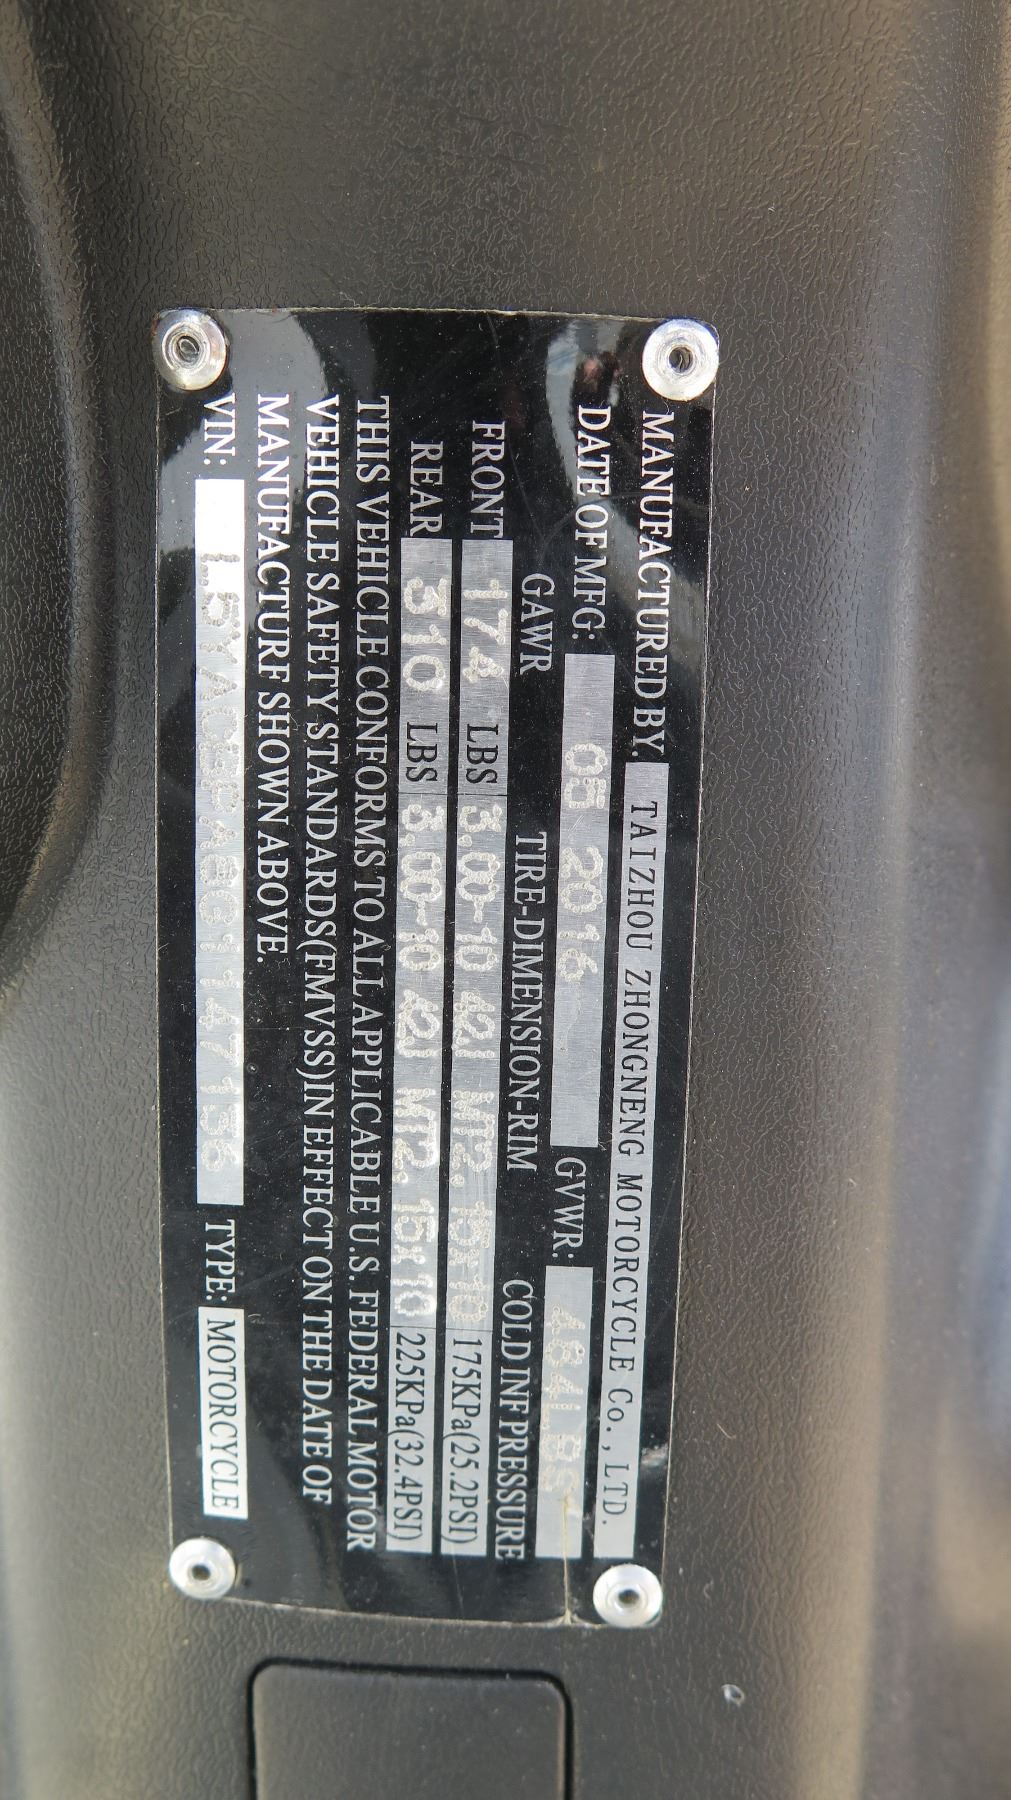 MANUFACTURED BY: TAIZHOU ZHONGNENG MOTORCYCLE Co., LTD.
DATE OF MFG: 05 2016 GVWR: 484LBS
GAWR TIRE-DIMENSION-RIM COLD INF PRESSURE
FRONT 174 LBS 3.00-10 42J MT2.15x10 175KPa(25.2PSI)
REAR 310 LBS 3.00-10 42J MT2.15x10 225KPa(32.4PSI)
THIS VEHICLE CONFORMS TO ALL APPLICABLE U.S. FEDERAL MOTOR
VEHICLE SAFETY STANDARDS(FMVSS)IN EFFECT ON THE DATE OF
MANUFACTURE SHOWN ABOVE.
VIN: TYPE: MOTORCYCLE